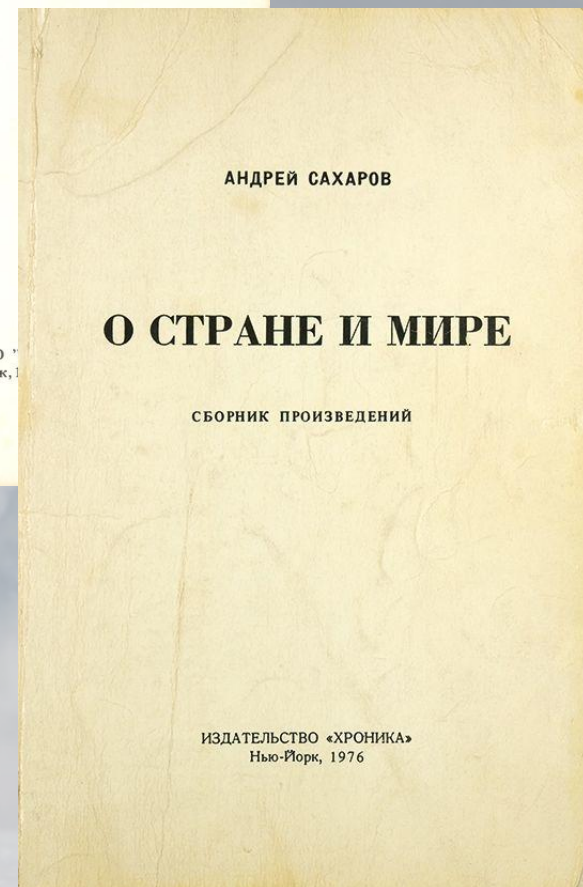 АНДРЕЙ САХАРОВ
О СТРАНЕ И МИРЕ
СБОРНИК ПРОИЗВЕДЕНИЙ
ИЗДАТЕЛЬСТВО «ХРОНИКА»
Нью-Йорк, 1976